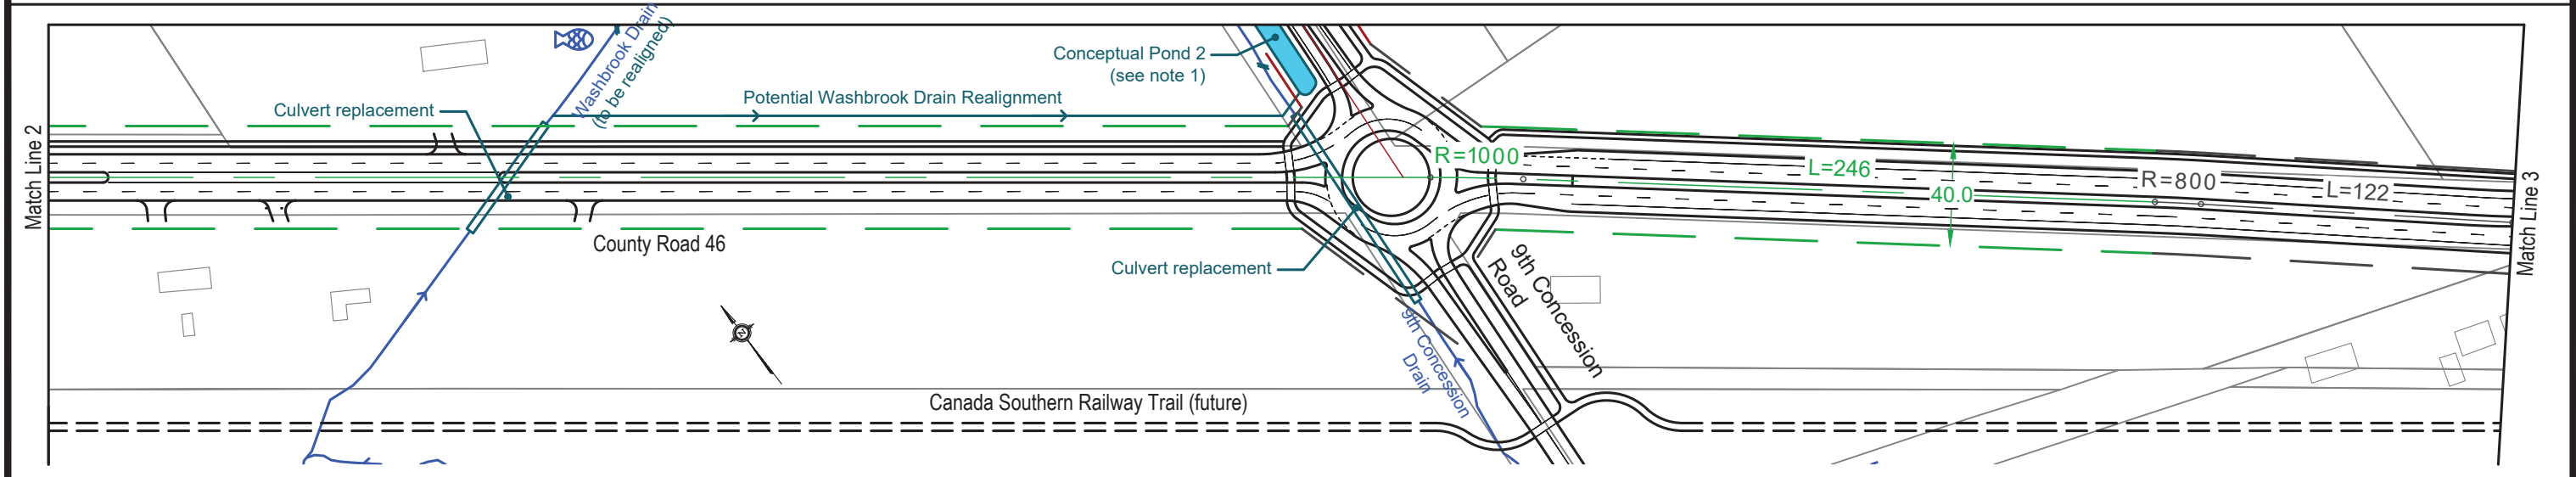 Match Line 2
Washbrook Drain
(to be realigned)
Culvert replacement
Potential Washbrook Drain Realignment
Conceptual Pond 2
(see note 1)
R=1000
L=246
40.0
R=800
L=122
Match Line 3
County Road 46
Culvert replacement
9th Concession
Road
9th Concession
Drain
N
Canada Southern Railway Trail (future)